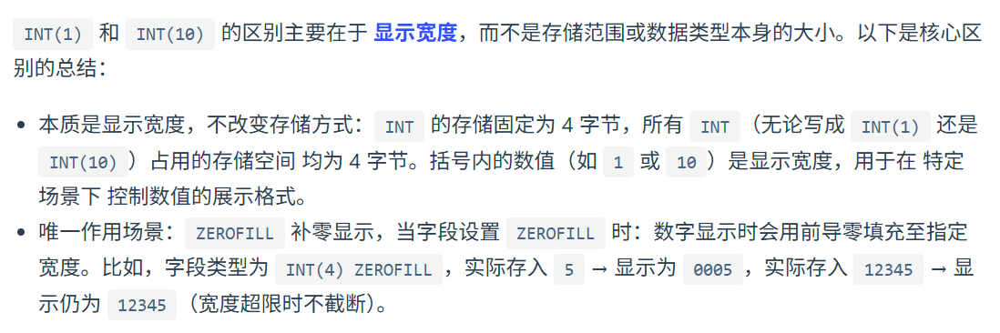 INT(1) 和 INT(10) 的区别主要在于 显示宽度，而不是存储范围或数据类型本身的大小。以下是核心区
别的总结：
• 本质是显示宽度，不改变存储方式：INT 的存储固定为 4 字节，所有 INT（无论写成 INT(1) 还是
INT(10)）占用的存储空间 均为 4 字节。括号内的数值（如 1 或 10）是显示宽度，用于在 特定
场景下 控制数值的展示格式。
• 唯一作用场景：ZEROFILL 补零显示，当字段设置 ZEROFILL 时：数字显示时会用前导零填充至指定
宽度。比如，字段类型为 INT(4) ZEROFILL，实际存入 5 → 显示为 0005，实际存入 12345 → 显
示仍为 12345（宽度超限时不截断）。